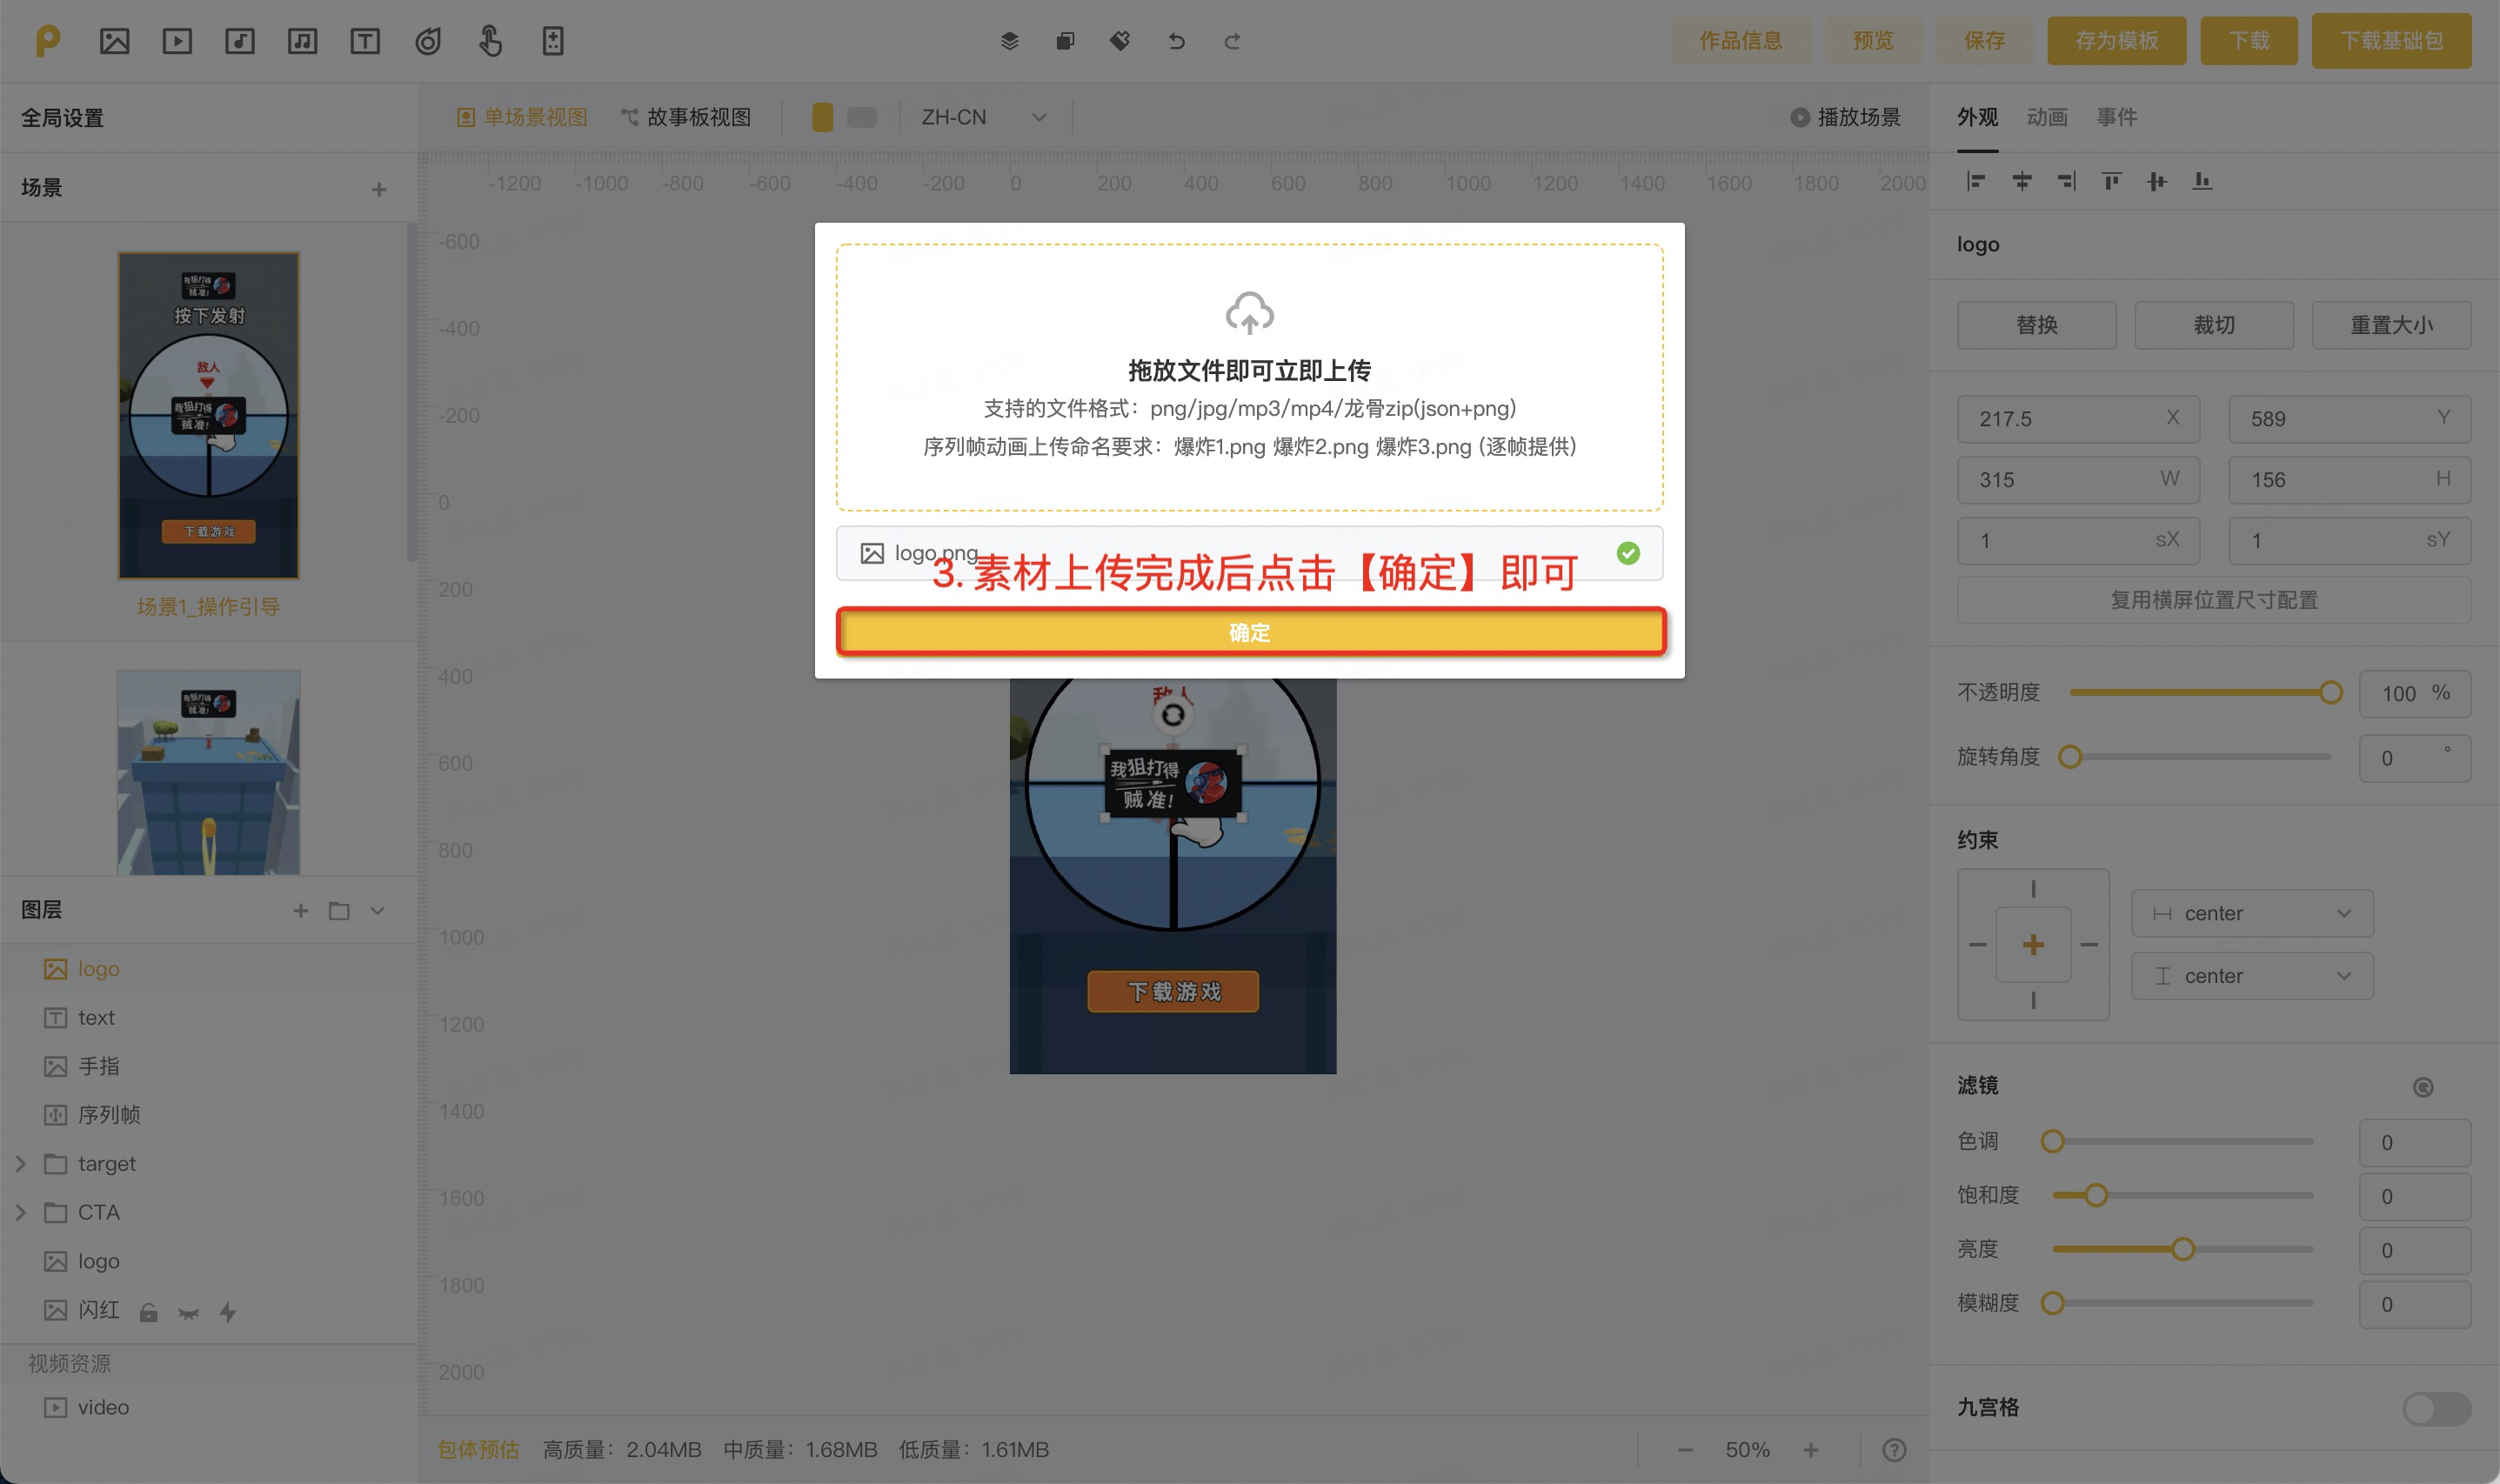 作品信息
预览
保存
存为模板
下载
下载基础包
全局设置
单场景视图
故事板视图
ZH-CN
播放场景
外观
动画
事件
场景
-1200 -1000 -800 -600 -400 -200 0 200 400 600 800 1000 1200 1400 1600 1800 2000
-600
-400
-200
0
200
400
600
800
1000
1200
1400
1600
1800
2000
我狙打得
贼准!
按下发射
敌人
我狙打得
贼准!
下载游戏
场景1_操作引导
我狙打得
贼准!
图层
logo
text
手指
序列帧
target
CTA
logo
闪红
视频资源
video
拖放文件即可立即上传
支持的文件格式：png/jpg/mp3/mp4/龙骨zip(json+png)
序列帧动画上传命名要求：爆炸1.png 爆炸2.png 爆炸3.png (逐帧提供)
logo.png
3. 素材上传完成后点击【确定】即可
确定
敌人
我狙打得
贼准!
下载游戏
包体预估
高质量：2.04MB
中质量：1.68MB
低质量：1.61MB
50%
logo
替换
裁切
重置大小
217.5 X
589 Y
315 W
156 H
1 sX
1 sY
复用横屏位置尺寸配置
不透明度
100 %
旋转角度
0 °
约束
center
center
滤镜
色调
0
饱和度
0
亮度
0
模糊度
0
九宫格